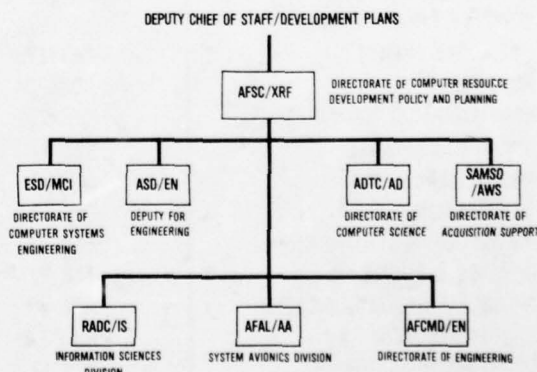 DEPUTY CHIEF OF STAFF/DEVELOPMENT PLANS
AFSC/XRF
DIRECTORATE OF COMPUTER RESOURCE
DEVELOPMENT POLICY AND PLANNING
ESD/MCI
DIRECTORATE OF
COMPUTER SYSTEMS
ENGINEERING
ASD/EN
DEPUTY FOR
ENGINEERING
ADTC/AD
DIRECTORATE OF
COMPUTER SCIENCE
SAMSO
/AWS
DIRECTORATE OF
ACQUISITION SUPPORT
RADC/IS
INFORMATION SCIENCES
DIVISION
AFAL/AA
SYSTEM AVIONICS DIVISION
AFCMD/EN
DIRECTORATE OF ENGINEERING